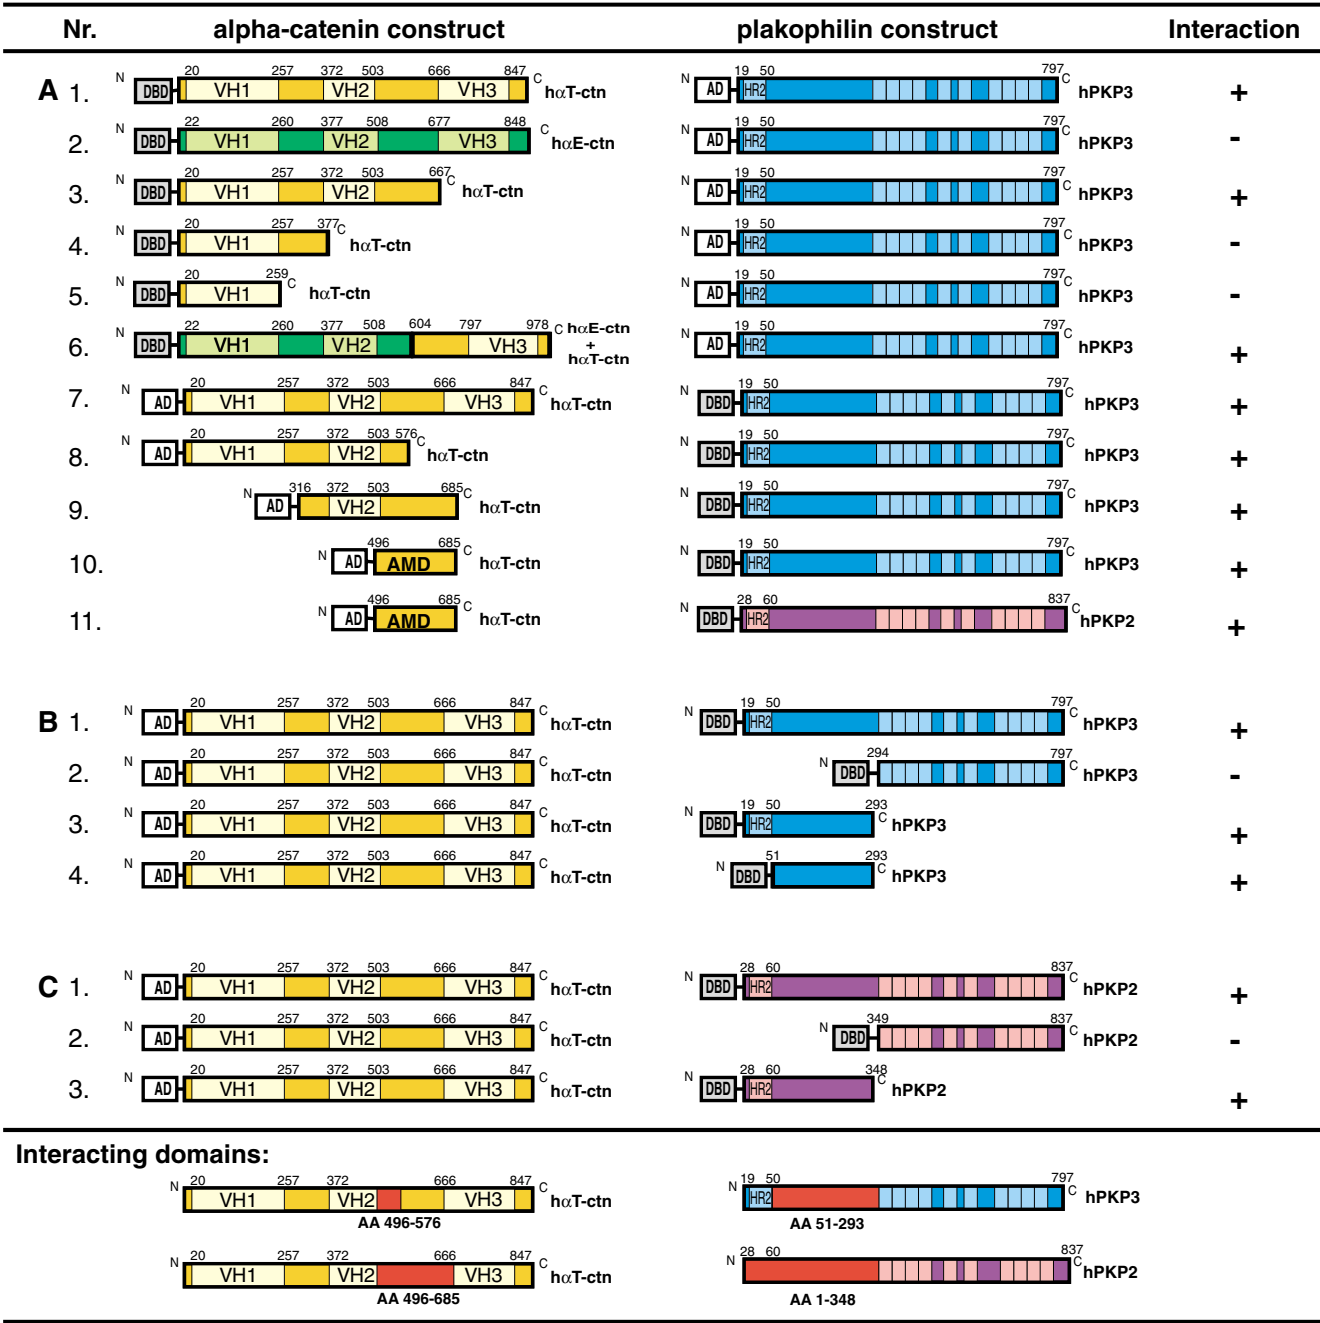 Nr. alpha-catenin construct plakophilin construct Interaction
A 1. N DBD 20 VH1 257 372 VH2 503 666 VH3 847 C hαT-ctn N AD 19 HR2 50 797 C hPKP3 +
2. N DBD 22 VH1 260 377 VH2 508 677 VH3 848 C hαE-ctn N AD 19 HR2 50 797 C hPKP3 -
3. N DBD 20 VH1 257 372 VH2 503 667 C hαT-ctn N AD 19 HR2 50 797 C hPKP3 +
4. N DBD 20 VH1 257 377 C hαT-ctn N AD 19 HR2 50 797 C hPKP3 -
5. N DBD 20 VH1 259 C hαT-ctn N AD 19 HR2 50 797 C hPKP3 -
6. N DBD 22 VH1 260 377 VH2 508 604 797 VH3 978 C hαE-ctn + hαT-ctn N AD 19 HR2 50 797 C hPKP3 +
7. N AD 20 VH1 257 372 VH2 503 666 VH3 847 C hαT-ctn N DBD 19 HR2 50 797 C hPKP3 +
8. N AD 20 VH1 257 372 VH2 503 576 C hαT-ctn N DBD 19 HR2 50 797 C hPKP3 +
9. N AD 316 372 VH2 503 685 C hαT-ctn N DBD 19 HR2 50 797 C hPKP3 +
10. N AD 496 AMD 685 C hαT-ctn N DBD 19 HR2 50 797 C hPKP3 +
11. N AD 496 AMD 685 C hαT-ctn N DBD 28 HR2 60 837 C hPKP2 +
B 1. N AD 20 VH1 257 372 VH2 503 666 VH3 847 C hαT-ctn N DBD 19 HR2 50 797 C hPKP3 +
2. N AD 20 VH1 257 372 VH2 503 666 VH3 847 C hαT-ctn N DBD 294 797 C hPKP3 -
3. N AD 20 VH1 257 372 VH2 503 666 VH3 847 C hαT-ctn N DBD 19 HR2 50 293 C hPKP3 +
4. N AD 20 VH1 257 372 VH2 503 666 VH3 847 C hαT-ctn N DBD 51 293 C hPKP3 +
C 1. N AD 20 VH1 257 372 VH2 503 666 VH3 847 C hαT-ctn N DBD 28 HR2 60 837 C hPKP2 +
2. N AD 20 VH1 257 372 VH2 503 666 VH3 847 C hαT-ctn N DBD 349 837 C hPKP2 -
3. N AD 20 VH1 257 372 VH2 503 666 VH3 847 C hαT-ctn N DBD 28 HR2 60 348 C hPKP2 +
Interacting domains:
N 20 VH1 257 372 VH2 666 VH3 847 C hαT-ctn N 19 HR2 50 797 C hPKP3
AA 496-576 AA 51-293
N 20 VH1 257 372 VH2 666 VH3 847 C hαT-ctn N 28 60 837 C hPKP2
AA 496-685 AA 1-348